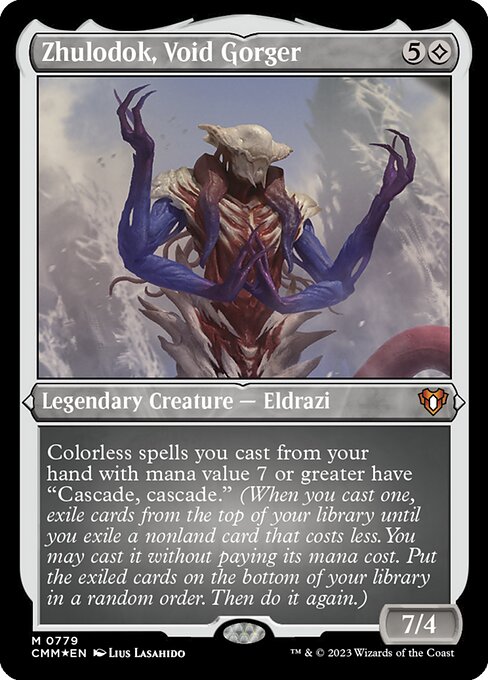 Zhulodok, Void Gorger 5
Legendary Creature — Eldrazi
Colorless spells you cast from your
hand with mana value 7 or greater have
“Cascade, cascade.” (When you cast one,
exile cards from the top of your library until
you exile a nonland card that costs less. You
may cast it without paying its mana cost. Put
the exiled cards on the bottom of your library
in a random order. Then do it again.)
7/4
M 0779
CMM★EN Lius Lasahido
™ & © 2023 Wizards of the Coast